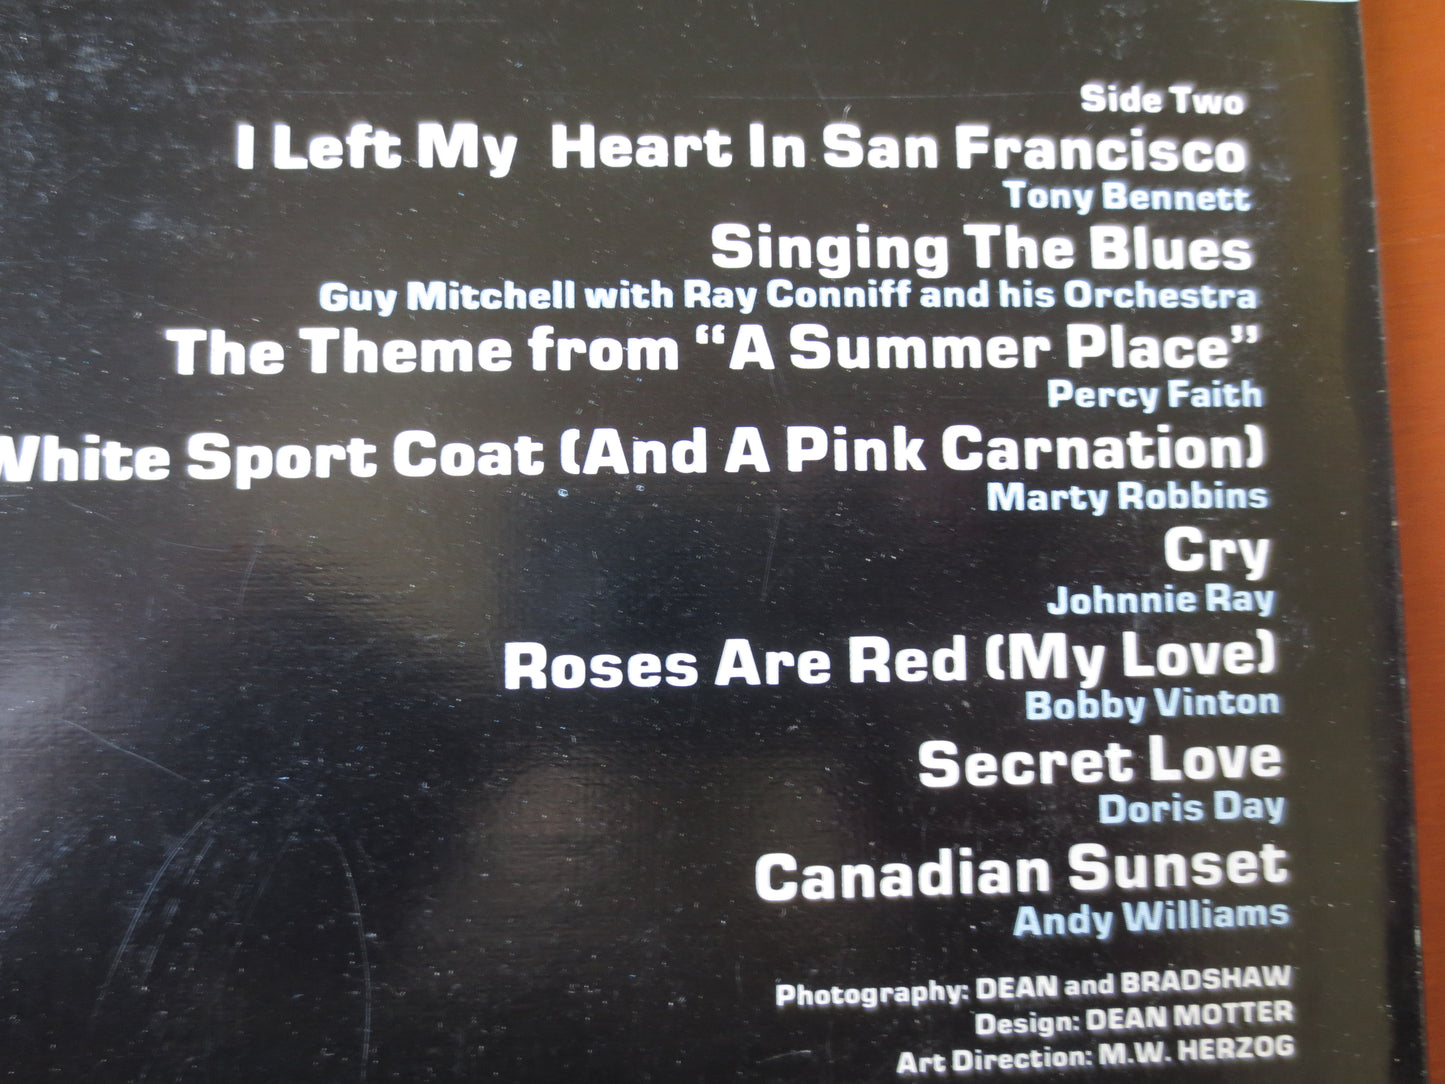 Side Two
I Left My Heart In San Francisco
Tony Bennett
Singing The Blues
Guy Mitchell with Ray Conniff and his Orchestra
The Theme from “A Summer Place”
Percy Faith
White Sport Coat (And A Pink Carnation)
Marty Robbins
Cry
Johnnie Ray
Roses Are Red (My Love)
Bobby Vinton
Secret Love
Doris Day
Canadian Sunset
Andy Williams
Photography: DEAN and BRADSHAW
Design: DEAN MOTTER
Art Direction: M.W. HERZOG